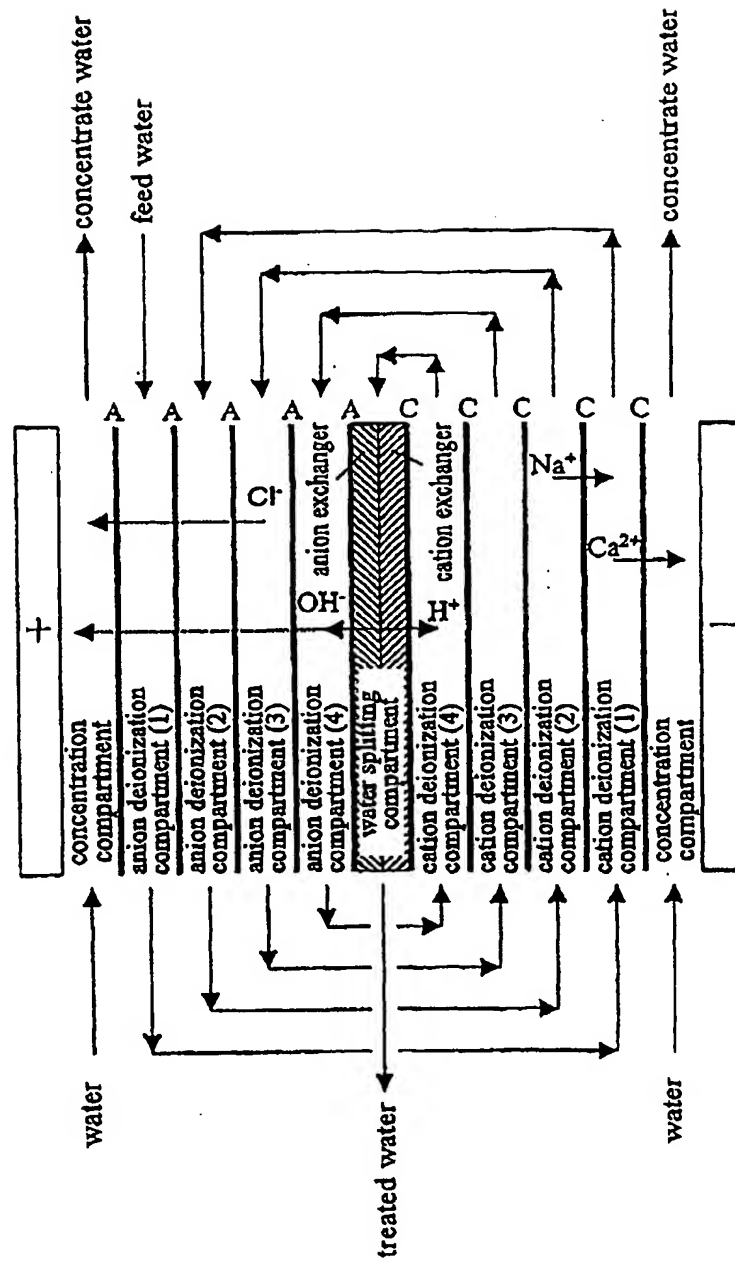 concentrate water
feed water
concentrate water
A
A
A
A
A
C
C
C
C
C
+
Cl-
anion exchanger
OH-
H+
cation exchanger
Na+
Ca2+
−
concentration
compartment
anion deionization
compartment (1)
anion deionization
compartment (2)
anion deionization
compartment (3)
anion deionization
compartment (4)
water splitting
compartment
cation deionization
compartment (4)
cation deionization
compartment (3)
cation deionization
compartment (2)
cation deionization
compartment (1)
concentration
compartment
water
treated water
water